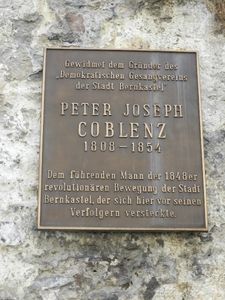 Gewidmet dem Gründer des
„Demokratischen Gesangvereins
der Stadt Bernkastel"
PETER JOSEPH
COBLENZ
1808 – 1854
Dem führenden Mann der 1848er
revolutionären Bewegung der Stadt
Bernkastel, der sich hier vor seinen
Verfolgern versteckte.